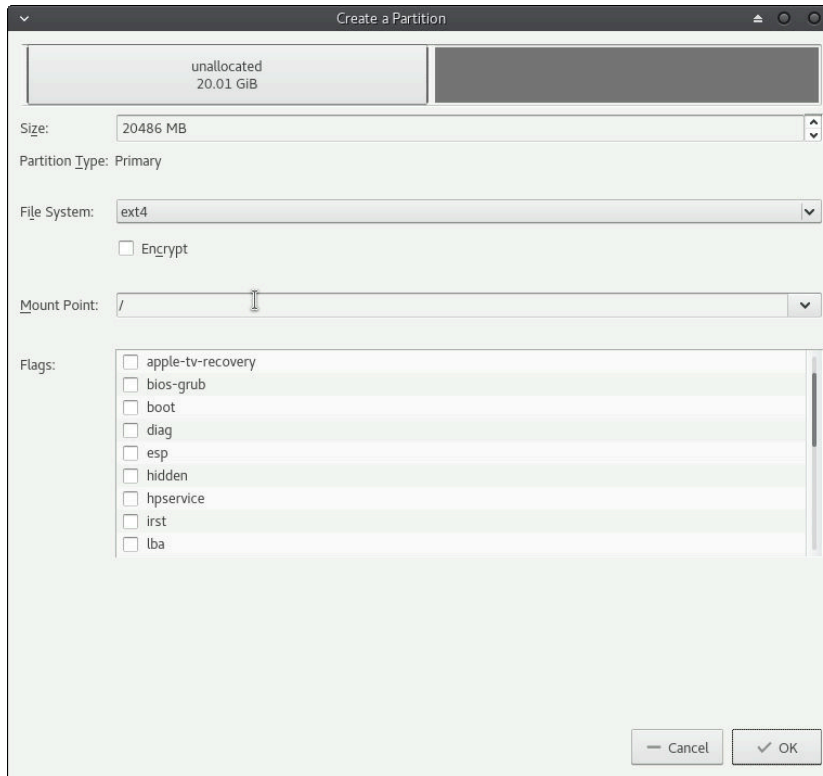 Create a Partition
unallocated
20.01 GiB
Size: 20486 MB
Partition Type: Primary
File System: ext4
Encrypt
Mount Point: /
Flags: apple-tv-recovery
bios-grub
boot
diag
esp
hidden
hpservice
irst
lba
Cancel OK